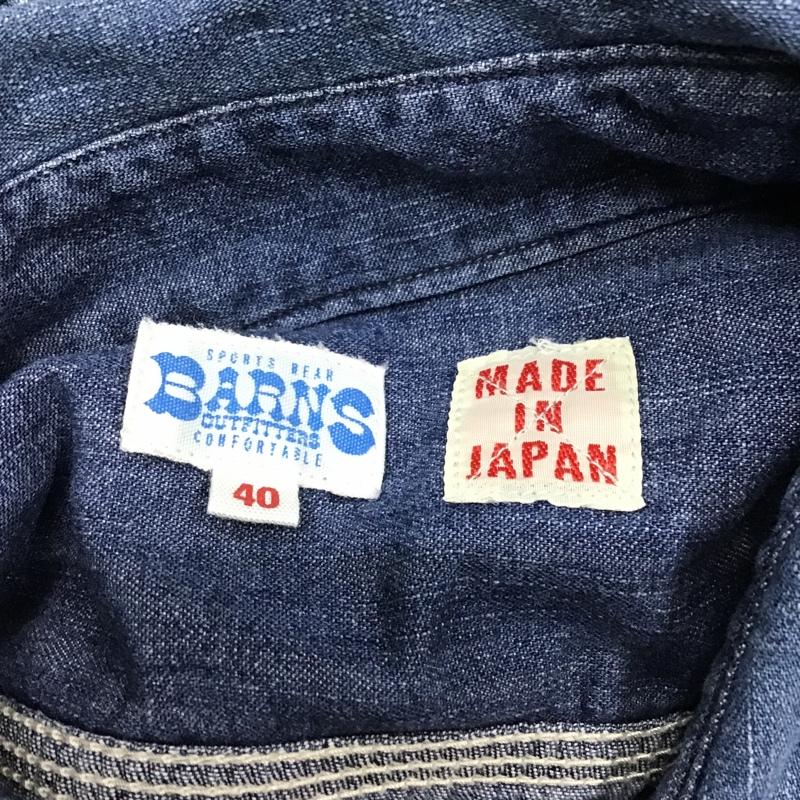 SPORTS WEAR
BARNS
OUTFITTERS
COMFORTABLE
40
MADE
IN
JAPAN